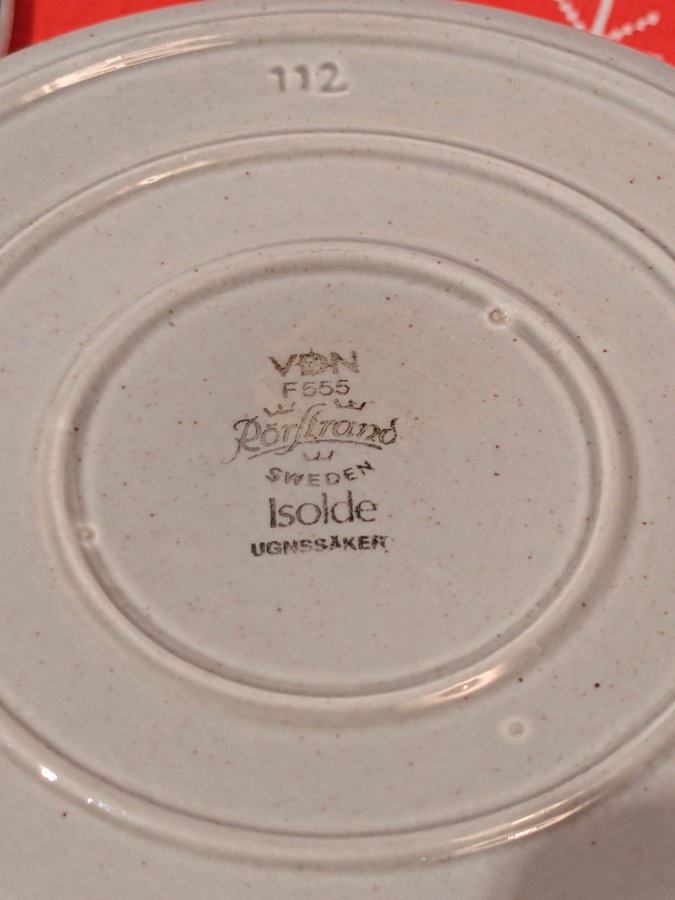 112
VDN
F555
Rörstrand
SWEDEN
Isolde
UGNSSÄKER